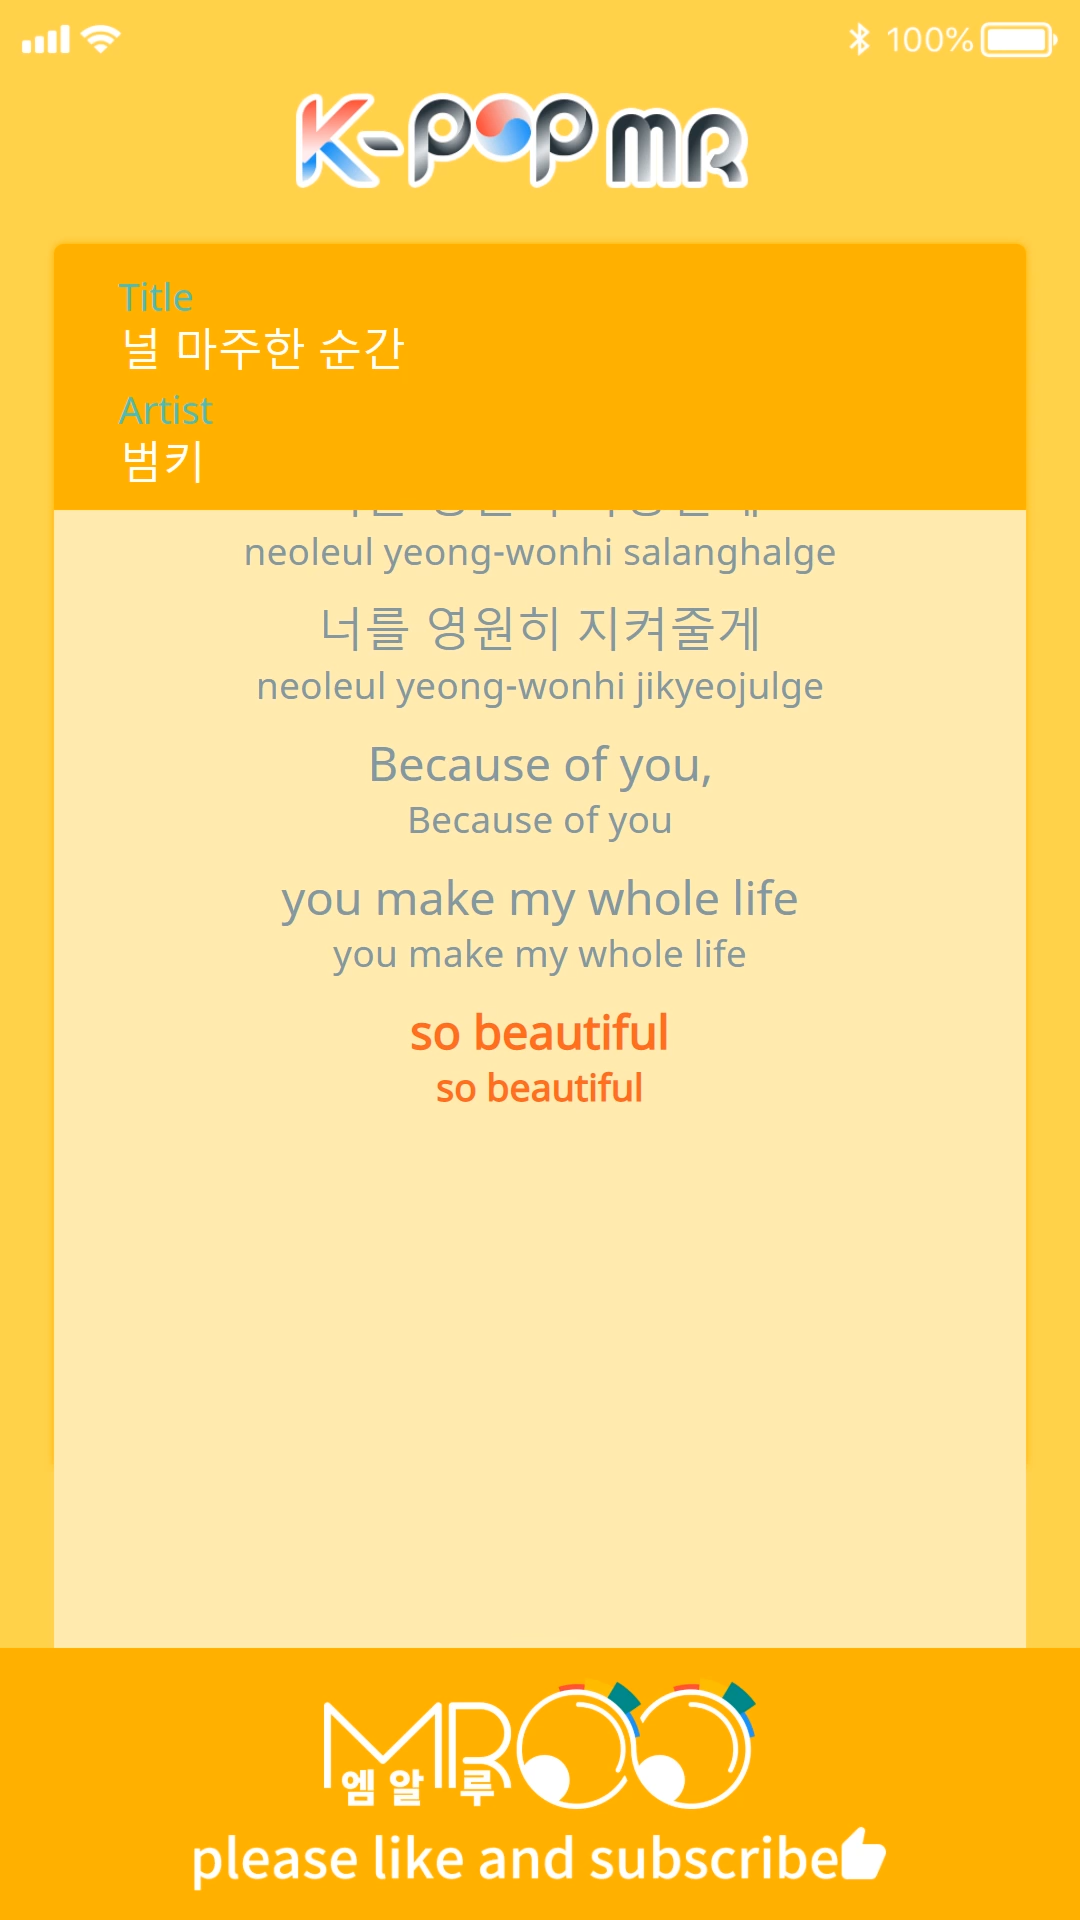 100%
K-POP MR
Title
널 마주한 순간
Artist
범키
neoleul yeong-wonhi salanghalge
너를 영원히 지켜줄게
neoleul yeong-wonhi jikyeojulge
Because of you,
Because of you
you make my whole life
you make my whole life
so beautiful
so beautiful
MROO
엠알루
please like and subscribe